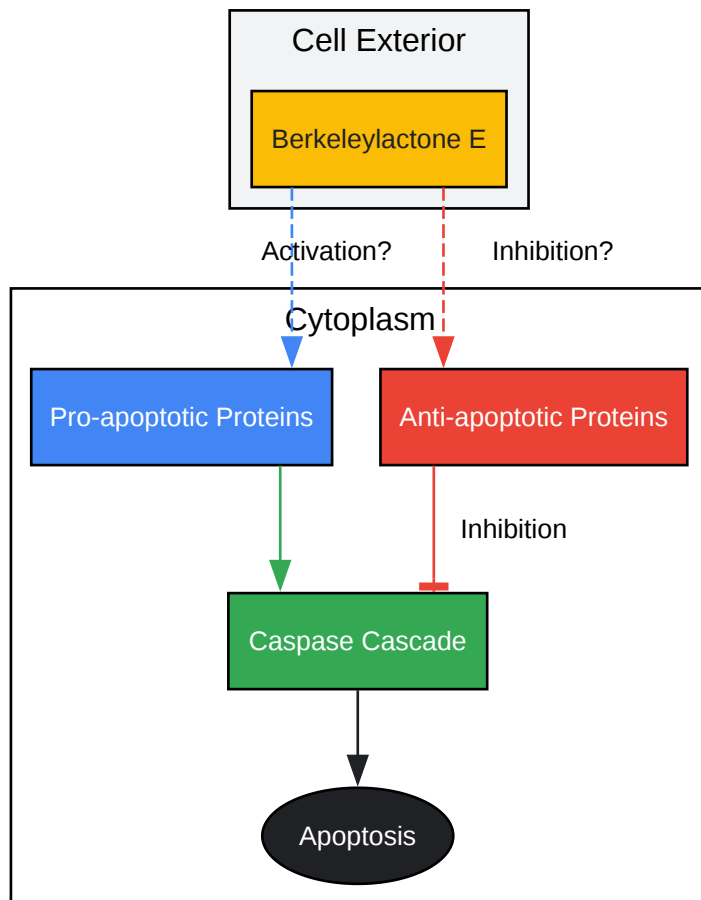 Cell Exterior
Berkeleylactone E
Activation?
Inhibition?
Cytoplasm
Pro-apoptotic Proteins
Anti-apoptotic Proteins
Inhibition
Caspase Cascade
Apoptosis